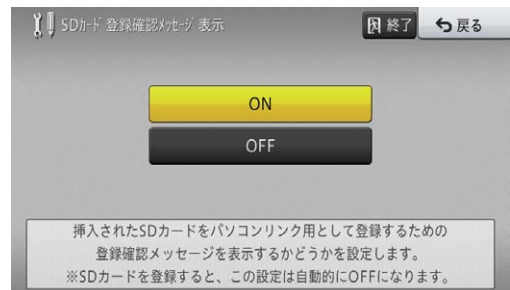 SDｶｰﾄﾞ 登録確認ﾒｯｾｰｼﾞ 表示
終了
戻る
ON
OFF
挿入されたSDカードをパソコンリンク用として登録するための
登録確認メッセージを表示するかどうかを設定します。
※SDカードを登録すると、この設定は自動的にOFFになります。